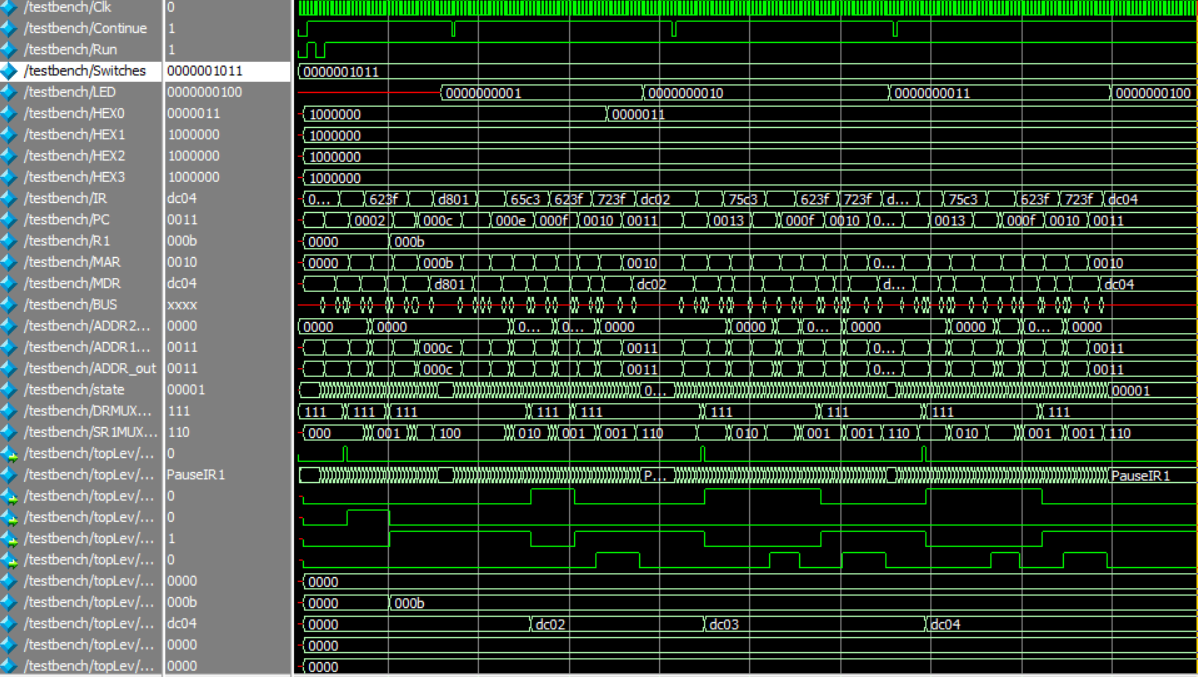 /testbench/Clk 0
/testbench/Continue 1
/testbench/Run 1
/testbench/Switches 0000001011 0000001011
/testbench/LED 0000000100 0000000001 0000000010 0000000011 0000000100
/testbench/HEX0 0000011 1000000 0000011
/testbench/HEX1 1000000 1000000
/testbench/HEX2 1000000 1000000
/testbench/HEX3 1000000 1000000
/testbench/IR dc04 0... 623f d801 65c3 623f 723f dc02 75c3 623f 723f d... 75c3 623f 723f dc04
/testbench/PC 0011 0002 000c 000e 000f 0010 0011 0013 000f 0010 0... 0013 000f 0010 0011
/testbench/R1 000b 0000 000b
/testbench/MAR 0010 0000 000b 0010 0... 0010
/testbench/MDR dc04 d801 dc02 d... dc04
/testbench/BUS xxxx
/testbench/ADDR2... 0000 0000 0000 0... 0... 0000 0000 0... 0000 0000 0... 0000
/testbench/ADDR1... 0011 000c 0011 0... 0011
/testbench/ADDR_out 0011 000c 0011 0... 0011
/testbench/state 00001 0... 00001
/testbench/DRMUX... 111 111 111 111 111 111 111 111 111 111
/testbench/SR1MUX... 110 000 001 100 010 001 001 110 010 001 001 110 010 001 001 110
/testbench/topLev/... 0
/testbench/topLev/... PauseIR1 P... PauseIR1
/testbench/topLev/... 0
/testbench/topLev/... 0
/testbench/topLev/... 1
/testbench/topLev/... 0
/testbench/topLev/... 0000 0000
/testbench/topLev/... 000b 0000 000b
/testbench/topLev/... dc04 0000 dc02 dc03 dc04
/testbench/topLev/... 0000 0000
/testbench/topLev/... 0000 0000